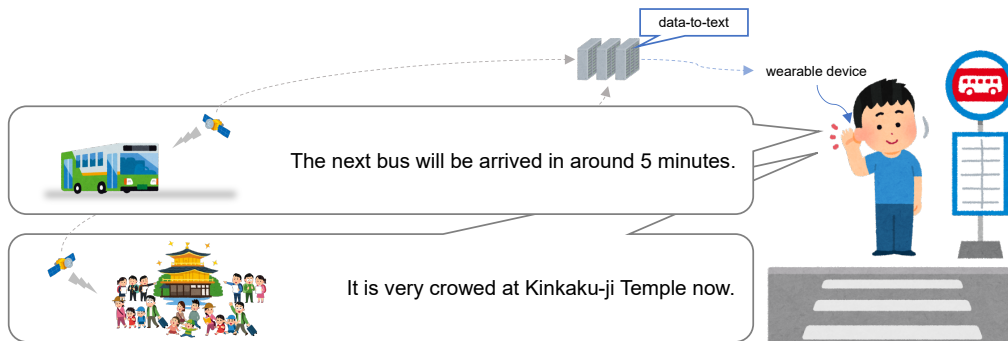 data-to-text
wearable device
The next bus will be arrived in around 5 minutes.
It is very crowed at Kinkaku-ji Temple now.